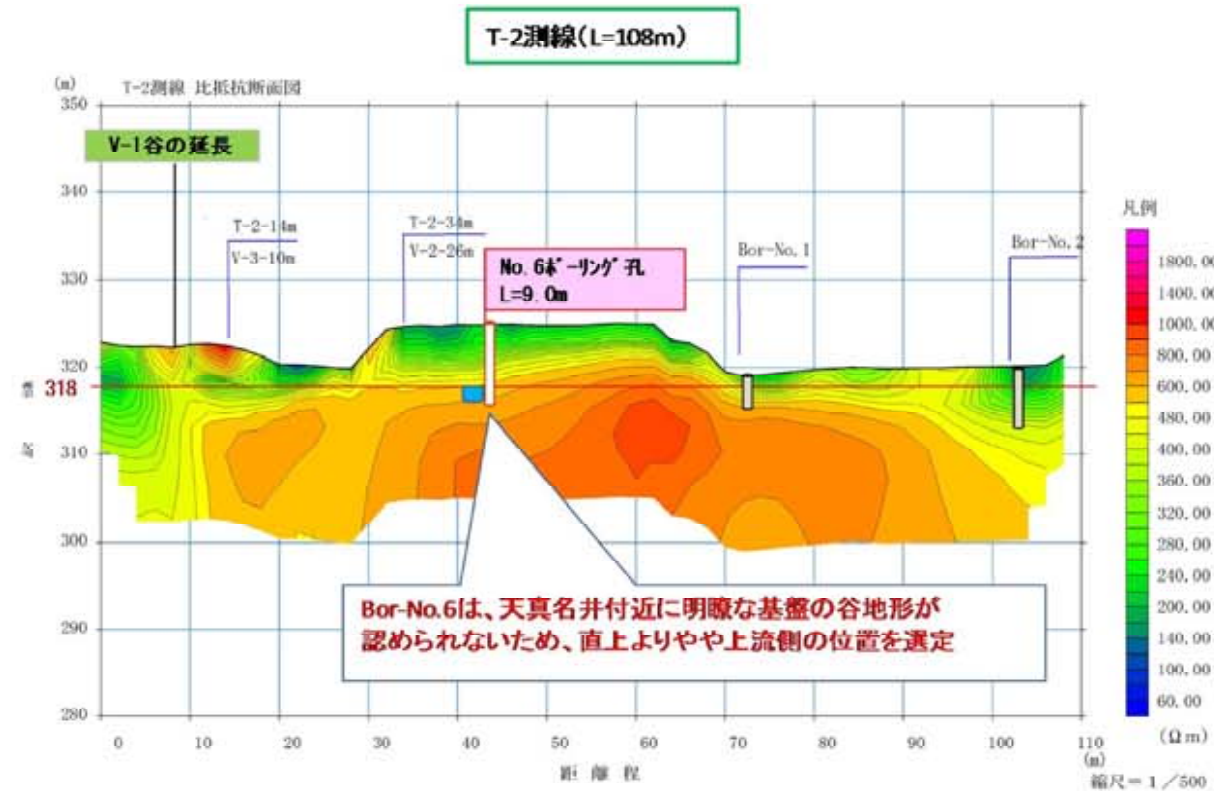 T-2測線(L=108m)
(m)
T-2測線 比抵抗断面図
350
V-1谷の延長
340
T-2-14m
V-3-10m
T-2-34m
V-2-26m
No.6ﾎﾞｰﾘﾝｸﾞ孔
L=9.0m
Bor-No.1
Bor-No.2
330
320
標 318
高
310
300
290
280
Bor-No.6は、天真名井付近に明瞭な基盤の谷地形が
認められないため、直上よりやや上流側の位置を選定
0 10 20 30 40 50 60 70 80 90 100 110
(m)
距 離 程
凡例
1800.00
1400.00
1000.00
800.00
600.00
480.00
400.00
360.00
320.00
280.00
240.00
200.00
140.00
100.00
60.00
(Ωm)
縮尺＝1／500